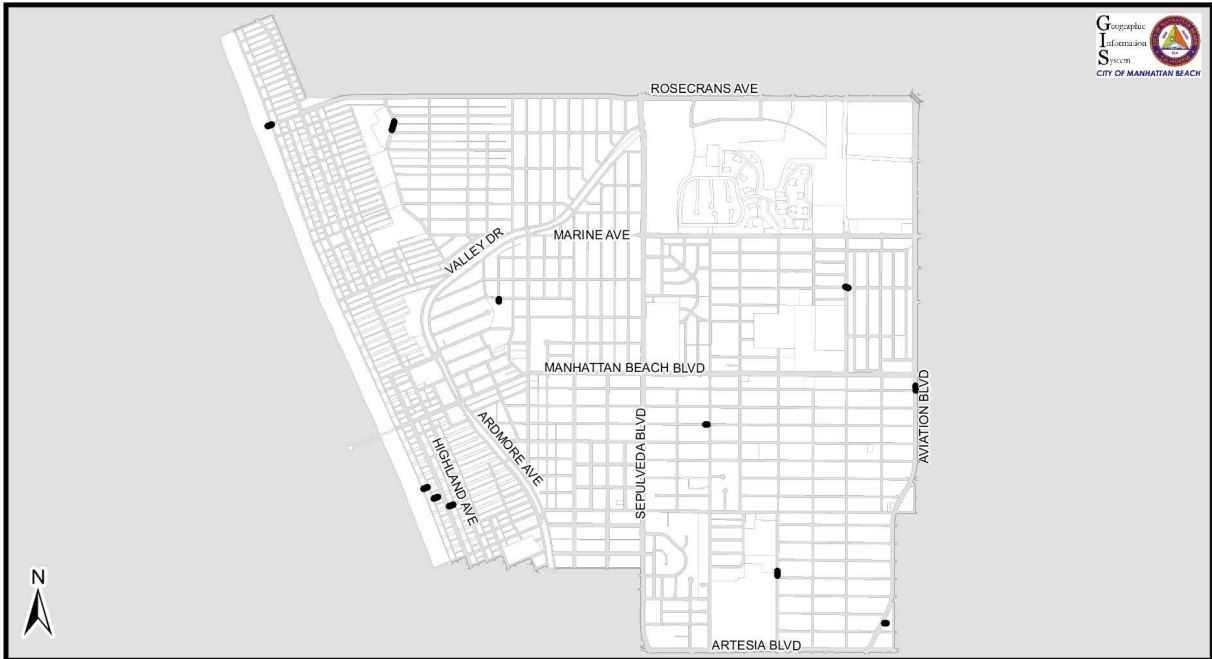 Geographic
Information
System
CITY OF MANHATTAN BEACH
ROSECRANS AVE
MARINE AVE
VALLEY DR
MANHATTAN BEACH BLVD
AVIATION BLVD
ARDMORE AVE
SEPULVEDA BLVD
HIGHLAND AVE
N
ARTESIA BLVD